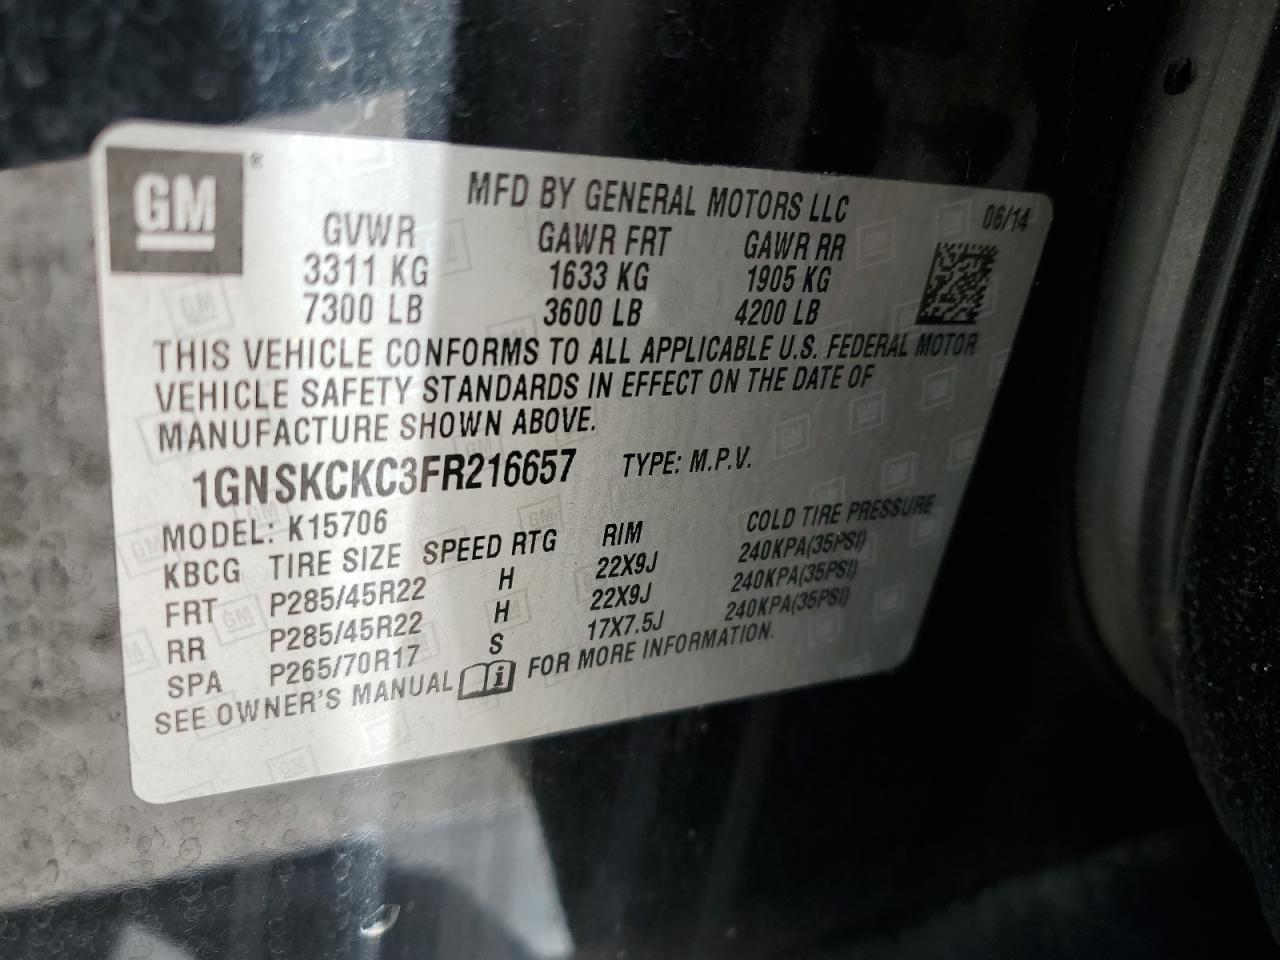 GM ®
MFD BY GENERAL MOTORS LLC
06/14
GVWR GAWR FRT GAWR RR
3311 KG 1633 KG 1905 KG
7300 LB 3600 LB 4200 LB
THIS VEHICLE CONFORMS TO ALL APPLICABLE U.S. FEDERAL MOTOR
VEHICLE SAFETY STANDARDS IN EFFECT ON THE DATE OF
MANUFACTURE SHOWN ABOVE.
1GNSKCKC3FR216657 TYPE: M.P.V.
MODEL: K15706
KBCG TIRE SIZE SPEED RTG RIM COLD TIRE PRESSURE
FRT P285/45R22 H 22X9J 240KPA(35PSI)
RR P285/45R22 H 22X9J 240KPA(35PSI)
SPA P265/70R17 S 17X7.5J 240KPA(35PSI)
SEE OWNER'S MANUAL i FOR MORE INFORMATION.